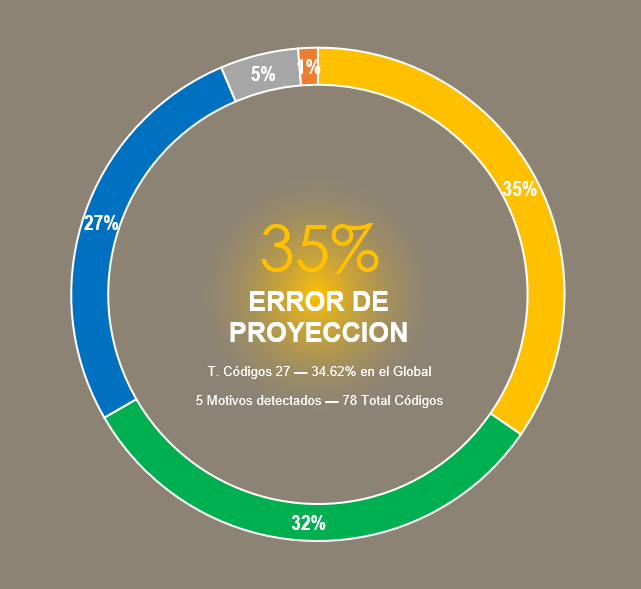 5%
1%
35%
27%
35%
ERROR DE
PROYECCION
T. Códigos 27 — 34.62% en el Global
5 Motivos detectados — 78 Total Códigos
32%